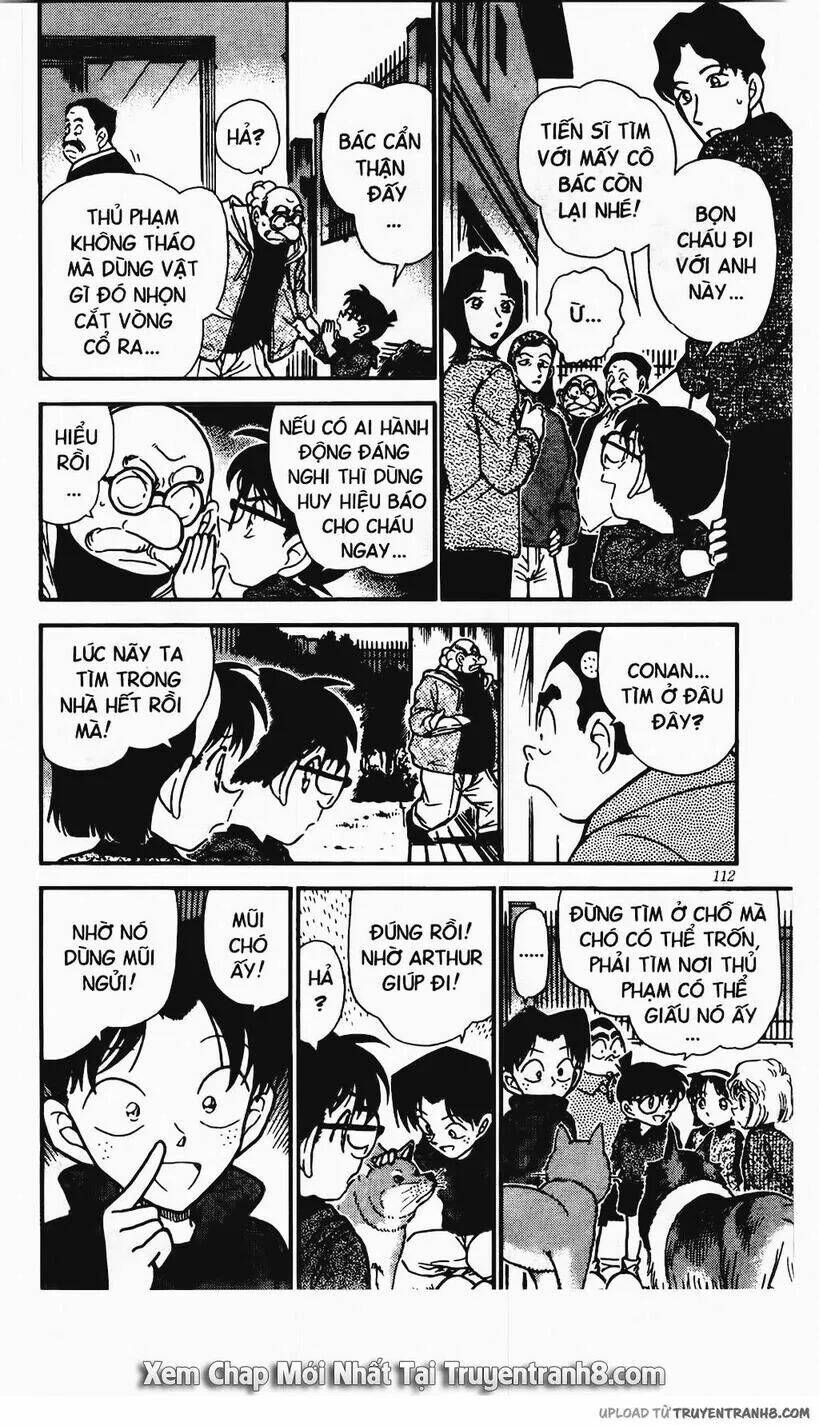 TIẾN SĨ TÌM
VỚI MẤY CÔ
BÁC CÒN
LẠI NHÉ!
BỌN
CHÁU ĐI
VỚI ANH
NÀY...
Ừ...
BÁC CẨN
THẬN
ĐẤY
...
HẢ?
THỦ PHẠM
KHÔNG THÁO
MÀ DÙNG VẬT
GÌ ĐÓ NHỌN
CẮT VÒNG
CỔ RA...
NẾU CÓ AI HÀNH
ĐỘNG ĐÁNG
NGHI THÌ DÙNG
HUY HIỆU BÁO
CHO CHÁU
NGAY...
HIỂU
RỒI
...
CONAN...
TÌM Ở ĐÂU
ĐÂY?
LÚC NÃY TA
TÌM TRONG
NHÀ HẾT RỒI
MÀ!
112
ĐỪNG TÌM Ở CHỖ MÀ
CHÓ CÓ THỂ TRỐN,
PHẢI TÌM NƠI THỦ
PHẠM CÓ THỂ
GIẤU NÓ ẤY
...
......
ĐÚNG RỒI!
NHỜ ARTHUR
GIÚP ĐI!
HẢ
?
MŨI
CHÓ
ẤY!
NHỜ NÓ
DÙNG MŨI
NGỬI!
Xem Chap Mới Nhất Tại Truyentranh8.com
UPLOAD TỪ TRUYENTRANH8.COM